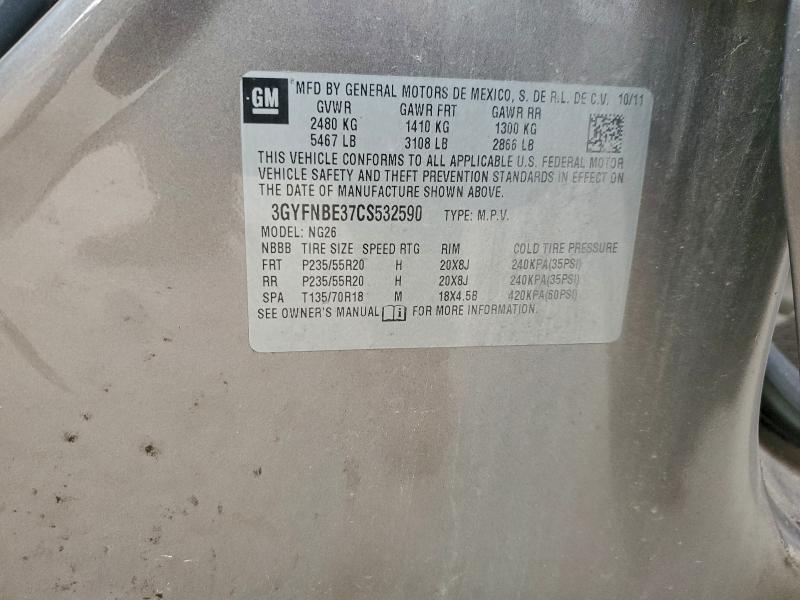 GM
MFD BY GENERAL MOTORS DE MEXICO, S. DE R.L. DE C.V. 10/11
GVWR GAWR FRT GAWR RR
2480 KG 1410 KG 1300 KG
5467 LB 3108 LB 2866 LB
THIS VEHICLE CONFORMS TO ALL APPLICABLE U.S. FEDERAL MOTOR
VEHICLE SAFETY AND THEFT PREVENTION STANDARDS IN EFFECT ON
THE DATE OF MANUFACTURE SHOWN ABOVE.
3GYFNBE37CS532590 TYPE: M.P.V.
MODEL: NG26
NBBB TIRE SIZE SPEED RTG RIM COLD TIRE PRESSURE
FRT P235/55R20 H 20X8J 240KPA(35PSI)
RR P235/55R20 H 20X8J 240KPA(35PSI)
SPA T135/70R18 M 18X4.5B 420KPA(60PSI)
SEE OWNER'S MANUAL i FOR MORE INFORMATION.